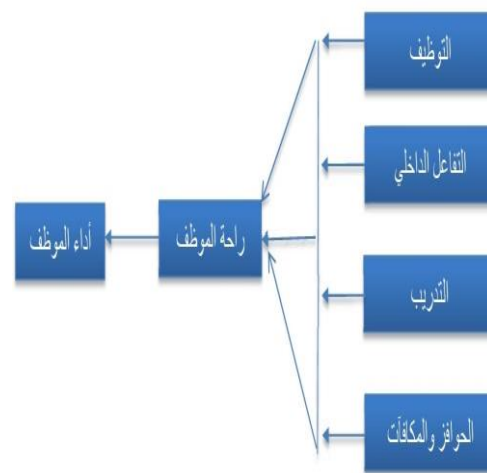 التوظيف
التفاعل الداخلي
التدريب
الحوافز والمكافآت
راحة الموظف
أداء الموظف